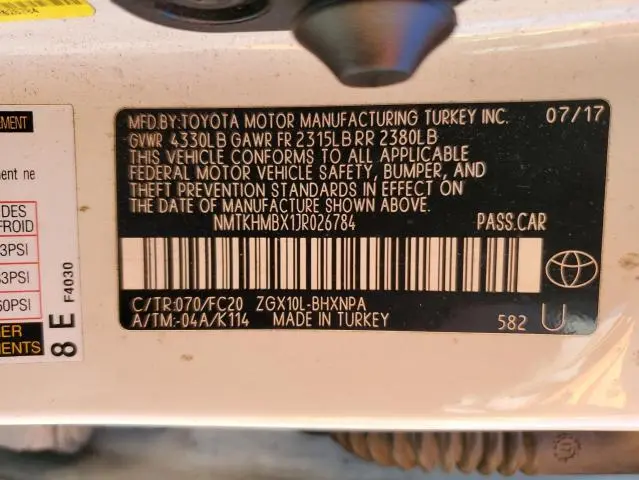 MFD.BY:TOYOTA MOTOR MANUFACTURING TURKEY INC. 07/17
GVWR 4330LB GAWR FR 2315LB RR 2380LB
THIS VEHICLE CONFORMS TO ALL APPLICABLE
FEDERAL MOTOR VEHICLE SAFETY, BUMPER, AND
THEFT PREVENTION STANDARDS IN EFFECT ON
THE DATE OF MANUFACTURE SHOWN ABOVE.
NMTKHMBX1JR026784 PASS.CAR
C/TR:070/FC20 ZGX10L-BHXNPA
A/TM:-04A/K114 MADE IN TURKEY 582 U
EMENT
ement ne
DES
FROID
3PSI
3PSI
60PSI
ER
MENTS
8 E F4030